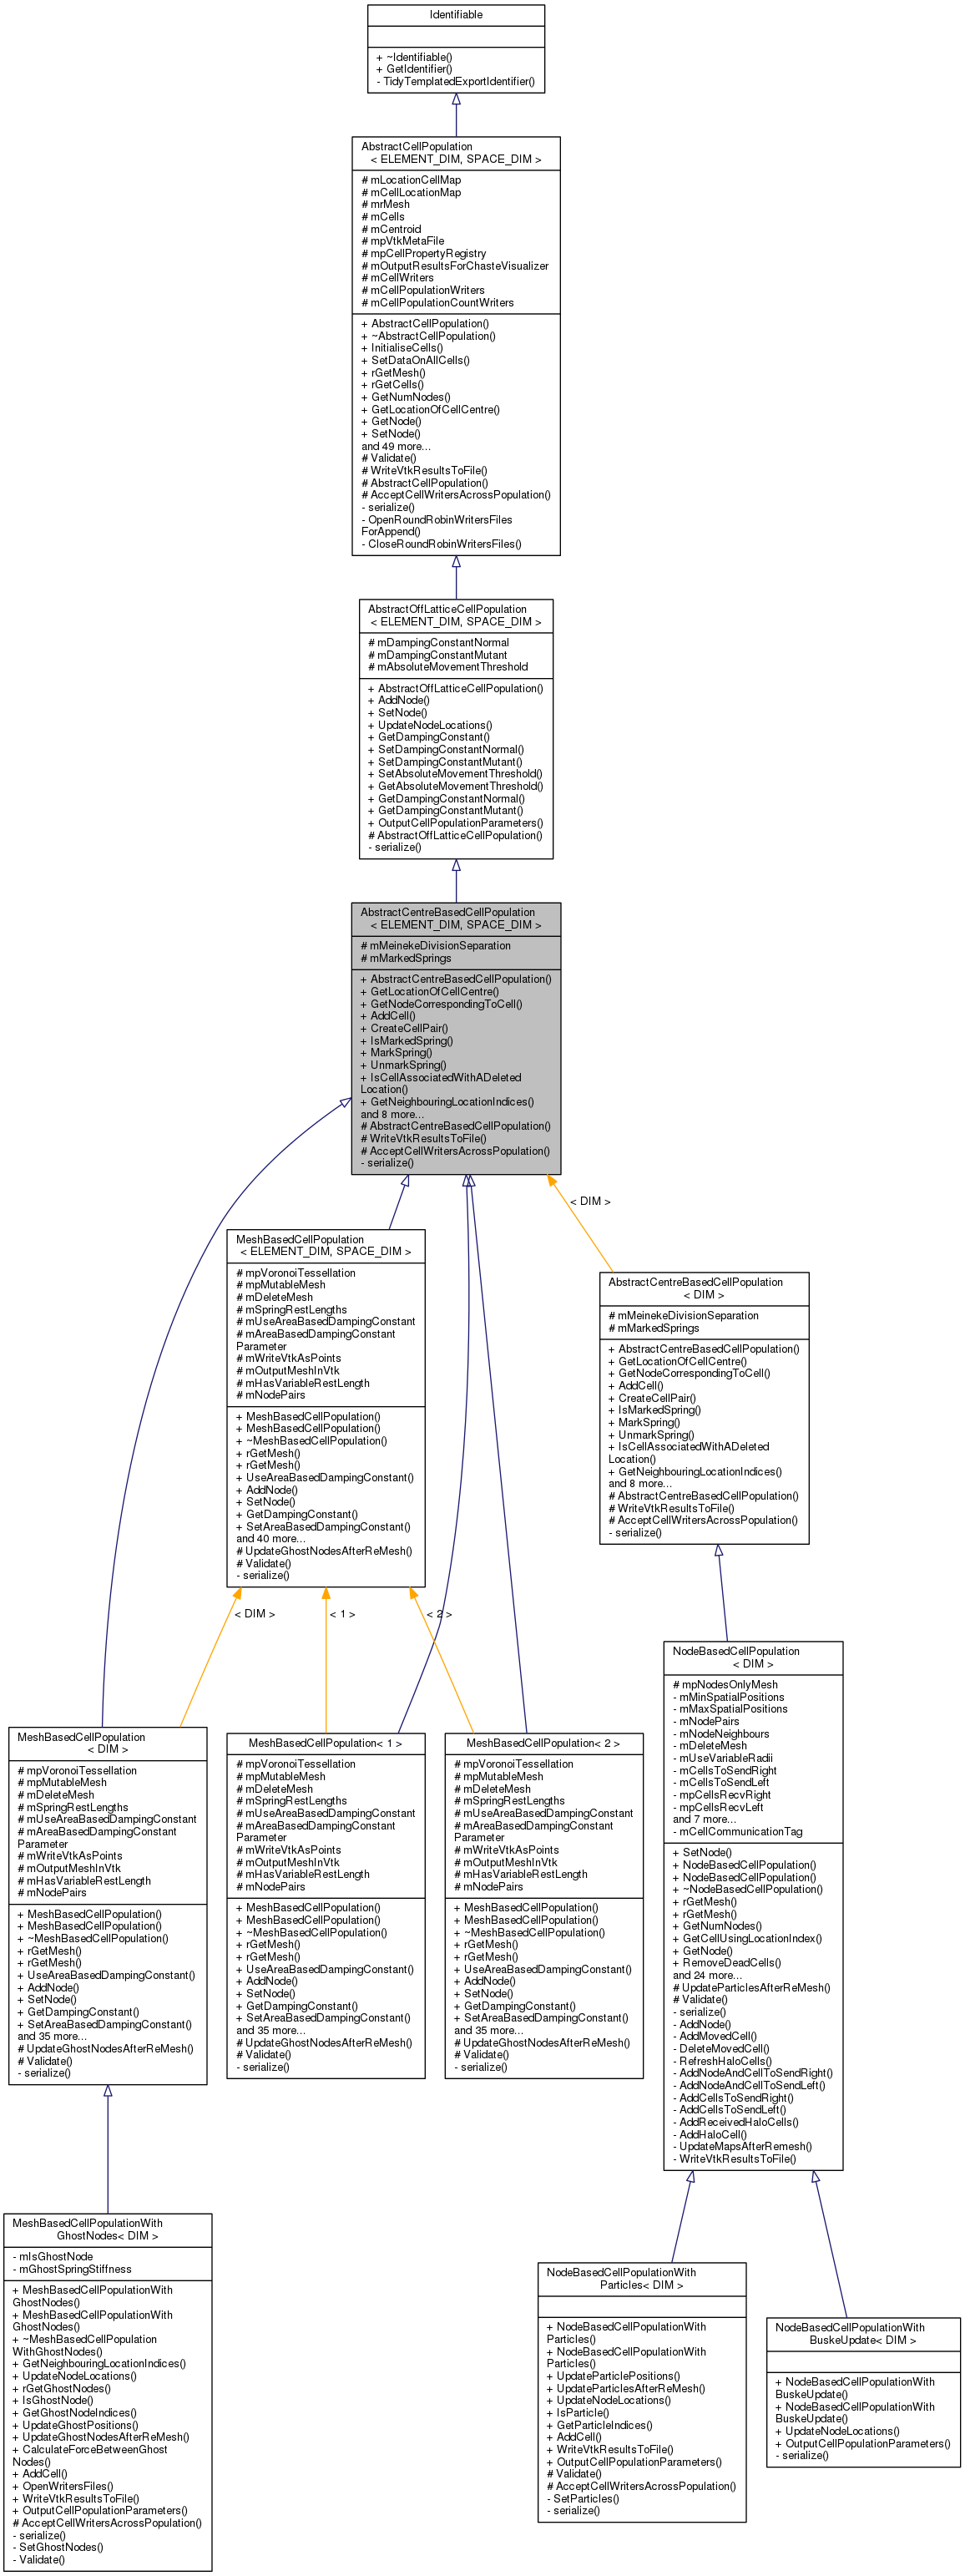 Identifiable
+ ~Identifiable()
+ GetIdentifier()
- TidyTemplatedExportIdentifier()
AbstractCellPopulation
< ELEMENT_DIM, SPACE_DIM >
# mLocationCellMap
# mCellLocationMap
# mrMesh
# mCells
# mCentroid
# mpVtkMetaFile
# mpCellPropertyRegistry
# mOutputResultsForChasteVisualizer
# mCellWriters
# mCellPopulationWriters
# mCellPopulationCountWriters
+ AbstractCellPopulation()
+ ~AbstractCellPopulation()
+ InitialiseCells()
+ SetDataOnAllCells()
+ rGetMesh()
+ rGetCells()
+ GetNumNodes()
+ GetLocationOfCellCentre()
+ GetNode()
+ SetNode()
and 49 more...
# Validate()
# WriteVtkResultsToFile()
# AbstractCellPopulation()
# AcceptCellWritersAcrossPopulation()
- serialize()
- OpenRoundRobinWritersFiles
ForAppend()
- CloseRoundRobinWritersFiles()
AbstractOffLatticeCellPopulation
< ELEMENT_DIM, SPACE_DIM >
# mDampingConstantNormal
# mDampingConstantMutant
# mAbsoluteMovementThreshold
+ AbstractOffLatticeCellPopulation()
+ AddNode()
+ SetNode()
+ UpdateNodeLocations()
+ GetDampingConstant()
+ SetDampingConstantNormal()
+ SetDampingConstantMutant()
+ SetAbsoluteMovementThreshold()
+ GetAbsoluteMovementThreshold()
+ GetDampingConstantNormal()
+ GetDampingConstantMutant()
+ OutputCellPopulationParameters()
# AbstractOffLatticeCellPopulation()
- serialize()
AbstractCentreBasedCellPopulation
< ELEMENT_DIM, SPACE_DIM >
# mMeinekeDivisionSeparation
# mMarkedSprings
+ AbstractCentreBasedCellPopulation()
+ GetLocationOfCellCentre()
+ GetNodeCorrespondingToCell()
+ AddCell()
+ CreateCellPair()
+ IsMarkedSpring()
+ MarkSpring()
+ UnmarkSpring()
+ IsCellAssociatedWithADeleted
Location()
+ GetNeighbouringLocationIndices()
and 8 more...
# AbstractCentreBasedCellPopulation()
# WriteVtkResultsToFile()
# AcceptCellWritersAcrossPopulation()
- serialize()
< DIM >
MeshBasedCellPopulation
< ELEMENT_DIM, SPACE_DIM >
# mpVoronoiTessellation
# mpMutableMesh
# mDeleteMesh
# mSpringRestLengths
# mUseAreaBasedDampingConstant
# mAreaBasedDampingConstant
Parameter
# mWriteVtkAsPoints
# mOutputMeshInVtk
# mHasVariableRestLength
# mNodePairs
+ MeshBasedCellPopulation()
+ MeshBasedCellPopulation()
+ ~MeshBasedCellPopulation()
+ rGetMesh()
+ rGetMesh()
+ UseAreaBasedDampingConstant()
+ AddNode()
+ SetNode()
+ GetDampingConstant()
+ SetAreaBasedDampingConstant()
and 40 more...
# UpdateGhostNodesAfterReMesh()
# Validate()
- serialize()
AbstractCentreBasedCellPopulation
< DIM >
# mMeinekeDivisionSeparation
# mMarkedSprings
+ AbstractCentreBasedCellPopulation()
+ GetLocationOfCellCentre()
+ GetNodeCorrespondingToCell()
+ AddCell()
+ CreateCellPair()
+ IsMarkedSpring()
+ MarkSpring()
+ UnmarkSpring()
+ IsCellAssociatedWithADeleted
Location()
+ GetNeighbouringLocationIndices()
and 8 more...
# AbstractCentreBasedCellPopulation()
# WriteVtkResultsToFile()
# AcceptCellWritersAcrossPopulation()
- serialize()
< DIM >
< 1 >
< 2 >
MeshBasedCellPopulation
< DIM >
# mpVoronoiTessellation
# mpMutableMesh
# mDeleteMesh
# mSpringRestLengths
# mUseAreaBasedDampingConstant
# mAreaBasedDampingConstant
Parameter
# mWriteVtkAsPoints
# mOutputMeshInVtk
# mHasVariableRestLength
# mNodePairs
+ MeshBasedCellPopulation()
+ MeshBasedCellPopulation()
+ ~MeshBasedCellPopulation()
+ rGetMesh()
+ rGetMesh()
+ UseAreaBasedDampingConstant()
+ AddNode()
+ SetNode()
+ GetDampingConstant()
+ SetAreaBasedDampingConstant()
and 35 more...
# UpdateGhostNodesAfterReMesh()
# Validate()
- serialize()
MeshBasedCellPopulation< 1 >
# mpVoronoiTessellation
# mpMutableMesh
# mDeleteMesh
# mSpringRestLengths
# mUseAreaBasedDampingConstant
# mAreaBasedDampingConstant
Parameter
# mWriteVtkAsPoints
# mOutputMeshInVtk
# mHasVariableRestLength
# mNodePairs
+ MeshBasedCellPopulation()
+ MeshBasedCellPopulation()
+ ~MeshBasedCellPopulation()
+ rGetMesh()
+ rGetMesh()
+ UseAreaBasedDampingConstant()
+ AddNode()
+ SetNode()
+ GetDampingConstant()
+ SetAreaBasedDampingConstant()
and 35 more...
# UpdateGhostNodesAfterReMesh()
# Validate()
- serialize()
MeshBasedCellPopulation< 2 >
# mpVoronoiTessellation
# mpMutableMesh
# mDeleteMesh
# mSpringRestLengths
# mUseAreaBasedDampingConstant
# mAreaBasedDampingConstant
Parameter
# mWriteVtkAsPoints
# mOutputMeshInVtk
# mHasVariableRestLength
# mNodePairs
+ MeshBasedCellPopulation()
+ MeshBasedCellPopulation()
+ ~MeshBasedCellPopulation()
+ rGetMesh()
+ rGetMesh()
+ UseAreaBasedDampingConstant()
+ AddNode()
+ SetNode()
+ GetDampingConstant()
+ SetAreaBasedDampingConstant()
and 35 more...
# UpdateGhostNodesAfterReMesh()
# Validate()
- serialize()
NodeBasedCellPopulation
< DIM >
# mpNodesOnlyMesh
- mMinSpatialPositions
- mMaxSpatialPositions
- mNodePairs
- mNodeNeighbours
- mDeleteMesh
- mUseVariableRadii
- mCellsToSendRight
- mCellsToSendLeft
- mpCellsRecvRight
- mpCellsRecvLeft
and 7 more...
- mCellCommunicationTag
+ SetNode()
+ NodeBasedCellPopulation()
+ NodeBasedCellPopulation()
+ ~NodeBasedCellPopulation()
+ rGetMesh()
+ rGetMesh()
+ GetNumNodes()
+ GetCellUsingLocationIndex()
+ GetNode()
+ RemoveDeadCells()
and 24 more...
# UpdateParticlesAfterReMesh()
# Validate()
- serialize()
- AddNode()
- AddMovedCell()
- DeleteMovedCell()
- RefreshHaloCells()
- AddNodeAndCellToSendRight()
- AddNodeAndCellToSendLeft()
- AddCellsToSendRight()
- AddCellsToSendLeft()
- AddReceivedHaloCells()
- AddHaloCell()
- UpdateMapsAfterRemesh()
- WriteVtkResultsToFile()
MeshBasedCellPopulationWith
GhostNodes< DIM >
- mIsGhostNode
- mGhostSpringStiffness
+ MeshBasedCellPopulationWith
GhostNodes()
+ MeshBasedCellPopulationWith
GhostNodes()
+ ~MeshBasedCellPopulation
WithGhostNodes()
+ GetNeighbouringLocationIndices()
+ UpdateNodeLocations()
+ rGetGhostNodes()
+ IsGhostNode()
+ GetGhostNodeIndices()
+ UpdateGhostPositions()
+ UpdateGhostNodesAfterReMesh()
+ CalculateForceBetweenGhost
Nodes()
+ AddCell()
+ OpenWritersFiles()
+ WriteVtkResultsToFile()
+ OutputCellPopulationParameters()
# AcceptCellWritersAcrossPopulation()
- serialize()
- SetGhostNodes()
- Validate()
NodeBasedCellPopulationWith
Particles< DIM >
+ NodeBasedCellPopulationWith
Particles()
+ NodeBasedCellPopulationWith
Particles()
+ UpdateParticlePositions()
+ UpdateParticlesAfterReMesh()
+ UpdateNodeLocations()
+ IsParticle()
+ GetParticleIndices()
+ AddCell()
+ WriteVtkResultsToFile()
+ OutputCellPopulationParameters()
# Validate()
# AcceptCellWritersAcrossPopulation()
- SetParticles()
- serialize()
NodeBasedCellPopulationWith
BuskeUpdate< DIM >
+ NodeBasedCellPopulationWith
BuskeUpdate()
+ NodeBasedCellPopulationWith
BuskeUpdate()
+ UpdateNodeLocations()
+ OutputCellPopulationParameters()
- serialize()